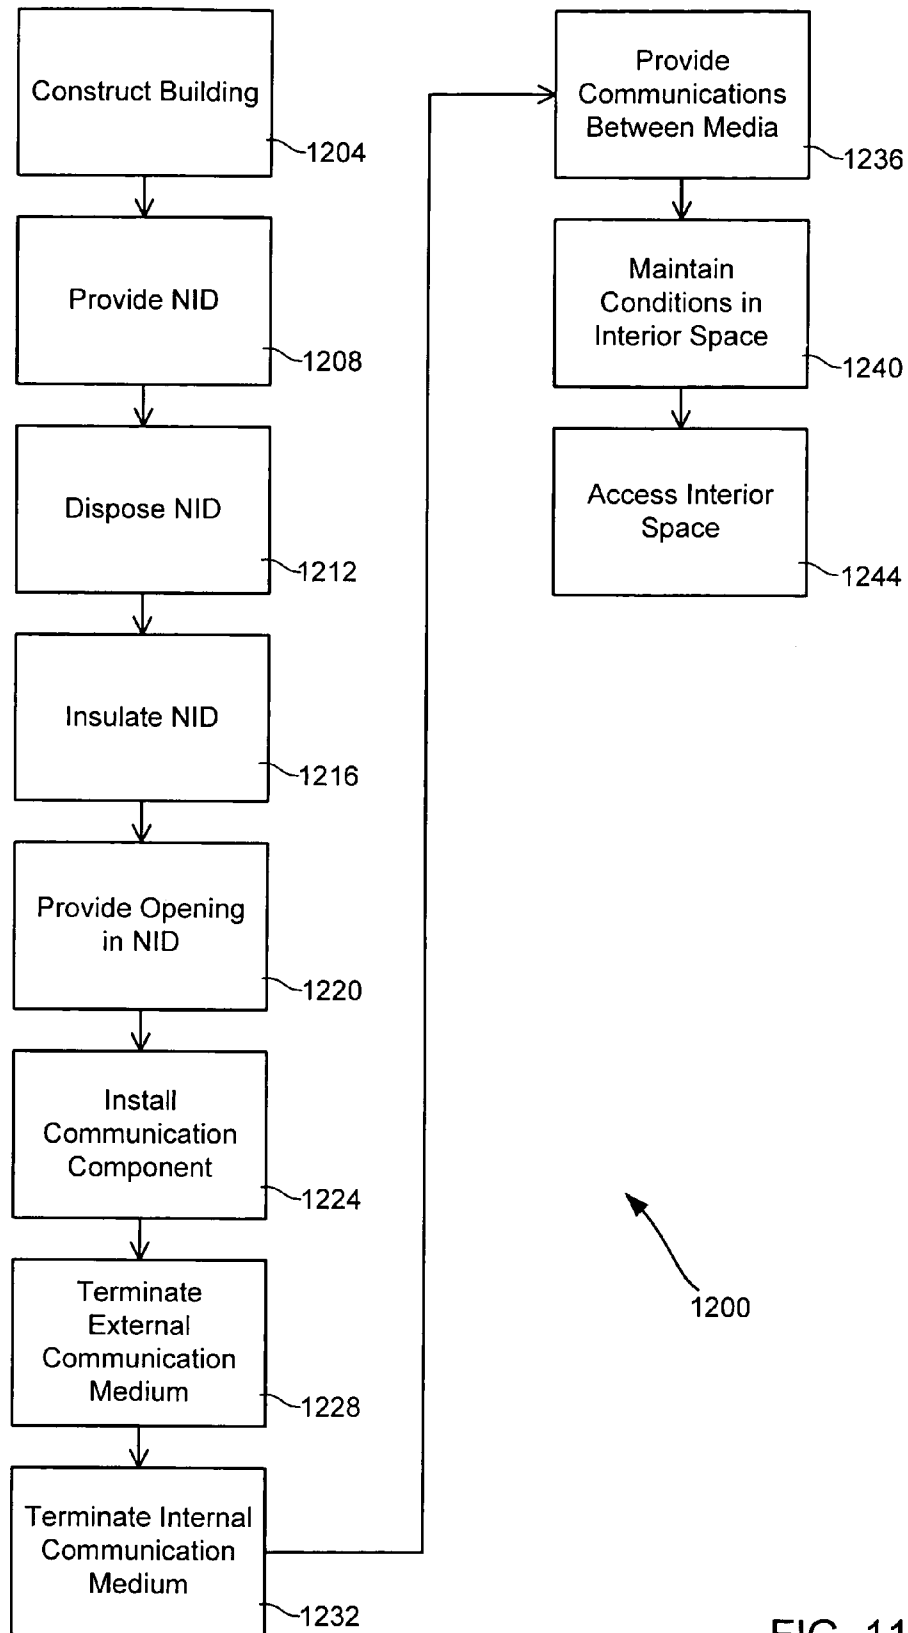 Construct Building
1204
Provide NID
1208
Dispose NID
1212
Insulate NID
1216
Provide Opening
in NID
1220
Install
Communication
Component
1224
Terminate
External
Communication
Medium
1228
Terminate Internal
Communication
Medium
1232
Provide
Communications
Between Media
1236
Maintain
Conditions in
Interior Space
1240
Access Interior
Space
1244
1200
FIG. 11